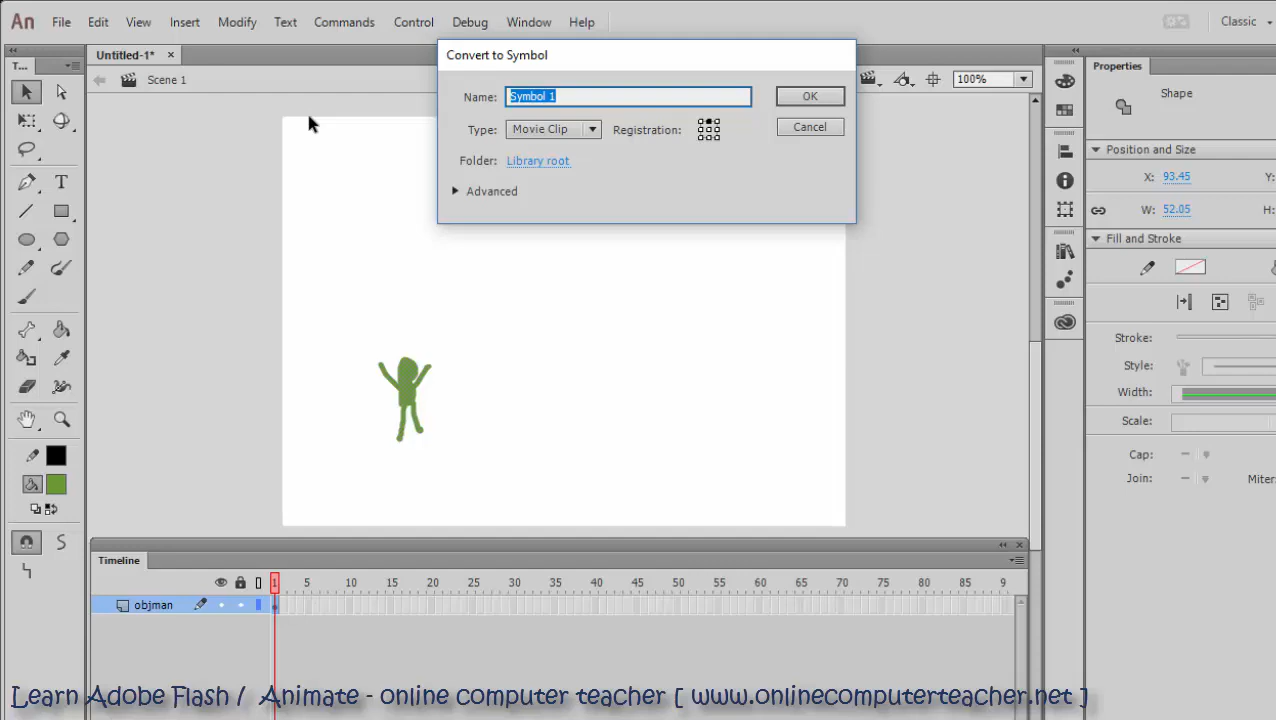 An File Edit View Insert Modify Text Commands Control Debug Window Help Classic
Untitled-1* ×
Scene 1
100%
Convert to Symbol
Name: Symbol 1
OK
Type: Movie Clip
Registration:
Cancel
Folder: Library root
Advanced
T...
Properties
Shape
Position and Size
X: 93.45 Y:
W: 52.05 H:
Fill and Stroke
Stroke:
Style:
Width:
Scale:
Cap:
Join: Miter:
Timeline
1 5 10 15 20 25 30 35 40 45 50 55 60 65 70 75 80 85 9
objman
Learn Adobe Flash / Animate - online computer teacher [ www.onlinecomputerteacher.net ]